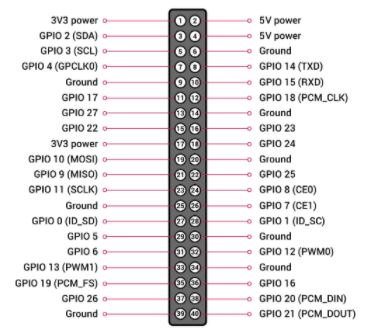 3V3 power 1 2 5V power
GPIO 2 (SDA) 3 4 5V power
GPIO 3 (SCL) 5 6 Ground
GPIO 4 (GPCLK0) 7 8 GPIO 14 (TXD)
Ground 9 10 GPIO 15 (RXD)
GPIO 17 11 12 GPIO 18 (PCM_CLK)
GPIO 27 13 14 Ground
GPIO 22 15 16 GPIO 23
3V3 power 17 18 GPIO 24
GPIO 10 (MOSI) 19 20 Ground
GPIO 9 (MISO) 21 22 GPIO 25
GPIO 11 (SCLK) 23 24 GPIO 8 (CE0)
Ground 25 26 GPIO 7 (CE1)
GPIO 0 (ID_SD) 27 28 GPIO 1 (ID_SC)
GPIO 5 29 30 Ground
GPIO 6 31 32 GPIO 12 (PWM0)
GPIO 13 (PWM1) 33 34 Ground
GPIO 19 (PCM_FS) 35 36 GPIO 16
GPIO 26 37 38 GPIO 20 (PCM_DIN)
Ground 39 40 GPIO 21 (PCM_DOUT)